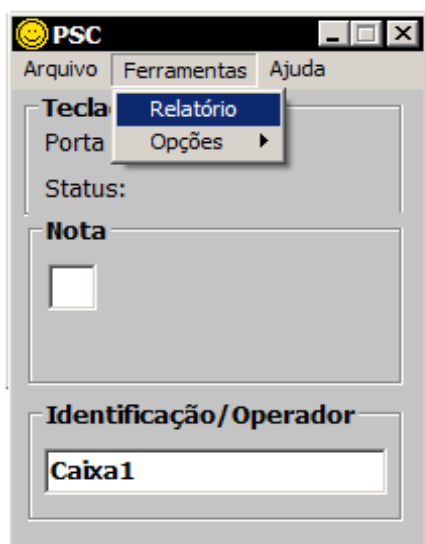 PSC
Arquivo Ferramentas Ajuda
Relatório
Opções
Porta
Status:
Nota
Identificação/Operador
Caixa1